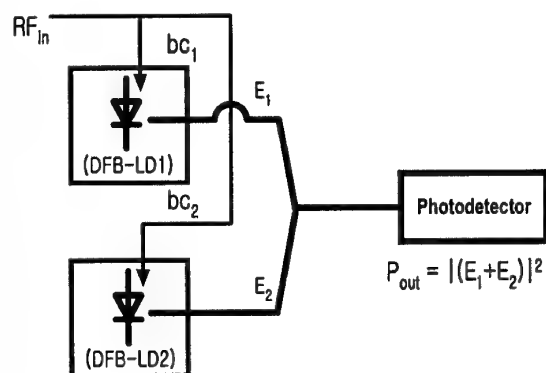 RF_in
bc_1
E_1
(DFB-LD1)
bc_2
Photodetector
P_out = |(E_1+E_2)|^2
E_2
(DFB-LD2)